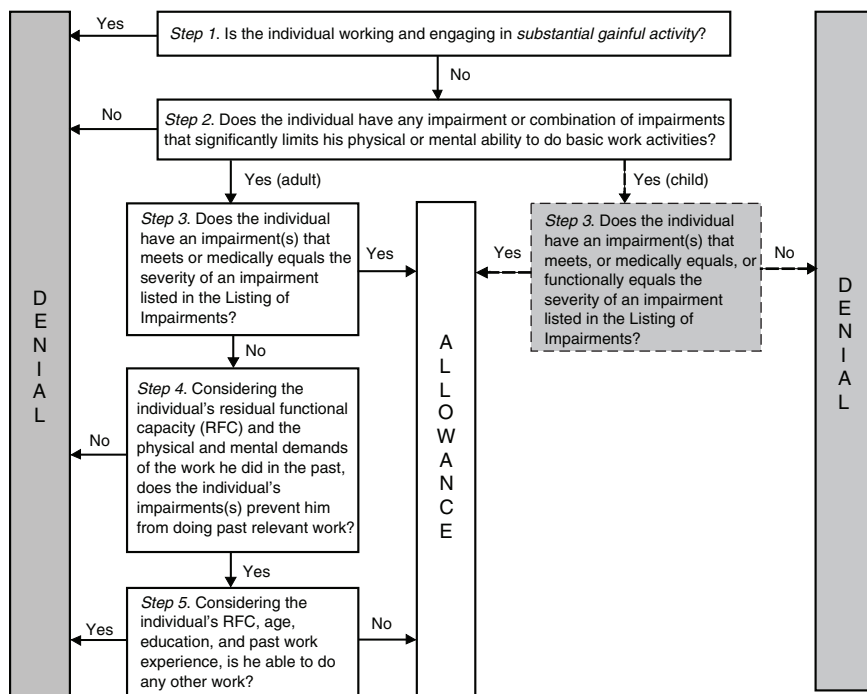 Yes
Step 1. Is the individual working and engaging in substantial gainful activity?
No
No
Step 2. Does the individual have any impairment or combination of impairments
that significantly limits his physical or mental ability to do basic work activities?
Yes (adult)
Yes (child)
Step 3. Does the individual
have an impairment(s) that
meets or medically equals the
severity of an impairment
listed in the Listing of
Impairments?
Yes
Yes
Step 3. Does the individual
have an impairment(s) that
meets, or medically equals, or
functionally equals the
severity of an impairment
listed in the Listing of
Impairments?
No
No
Step 4. Considering the
individual's residual functional
capacity (RFC) and the
physical and mental demands
of the work he did in the past,
does the individual's
impairments(s) prevent him
from doing past relevant work?
No
Yes
Step 5. Considering the
individual's RFC, age,
education, and past work
experience, is he able to do
any other work?
Yes
No
DENIAL
ALLOWANCE
DENIAL